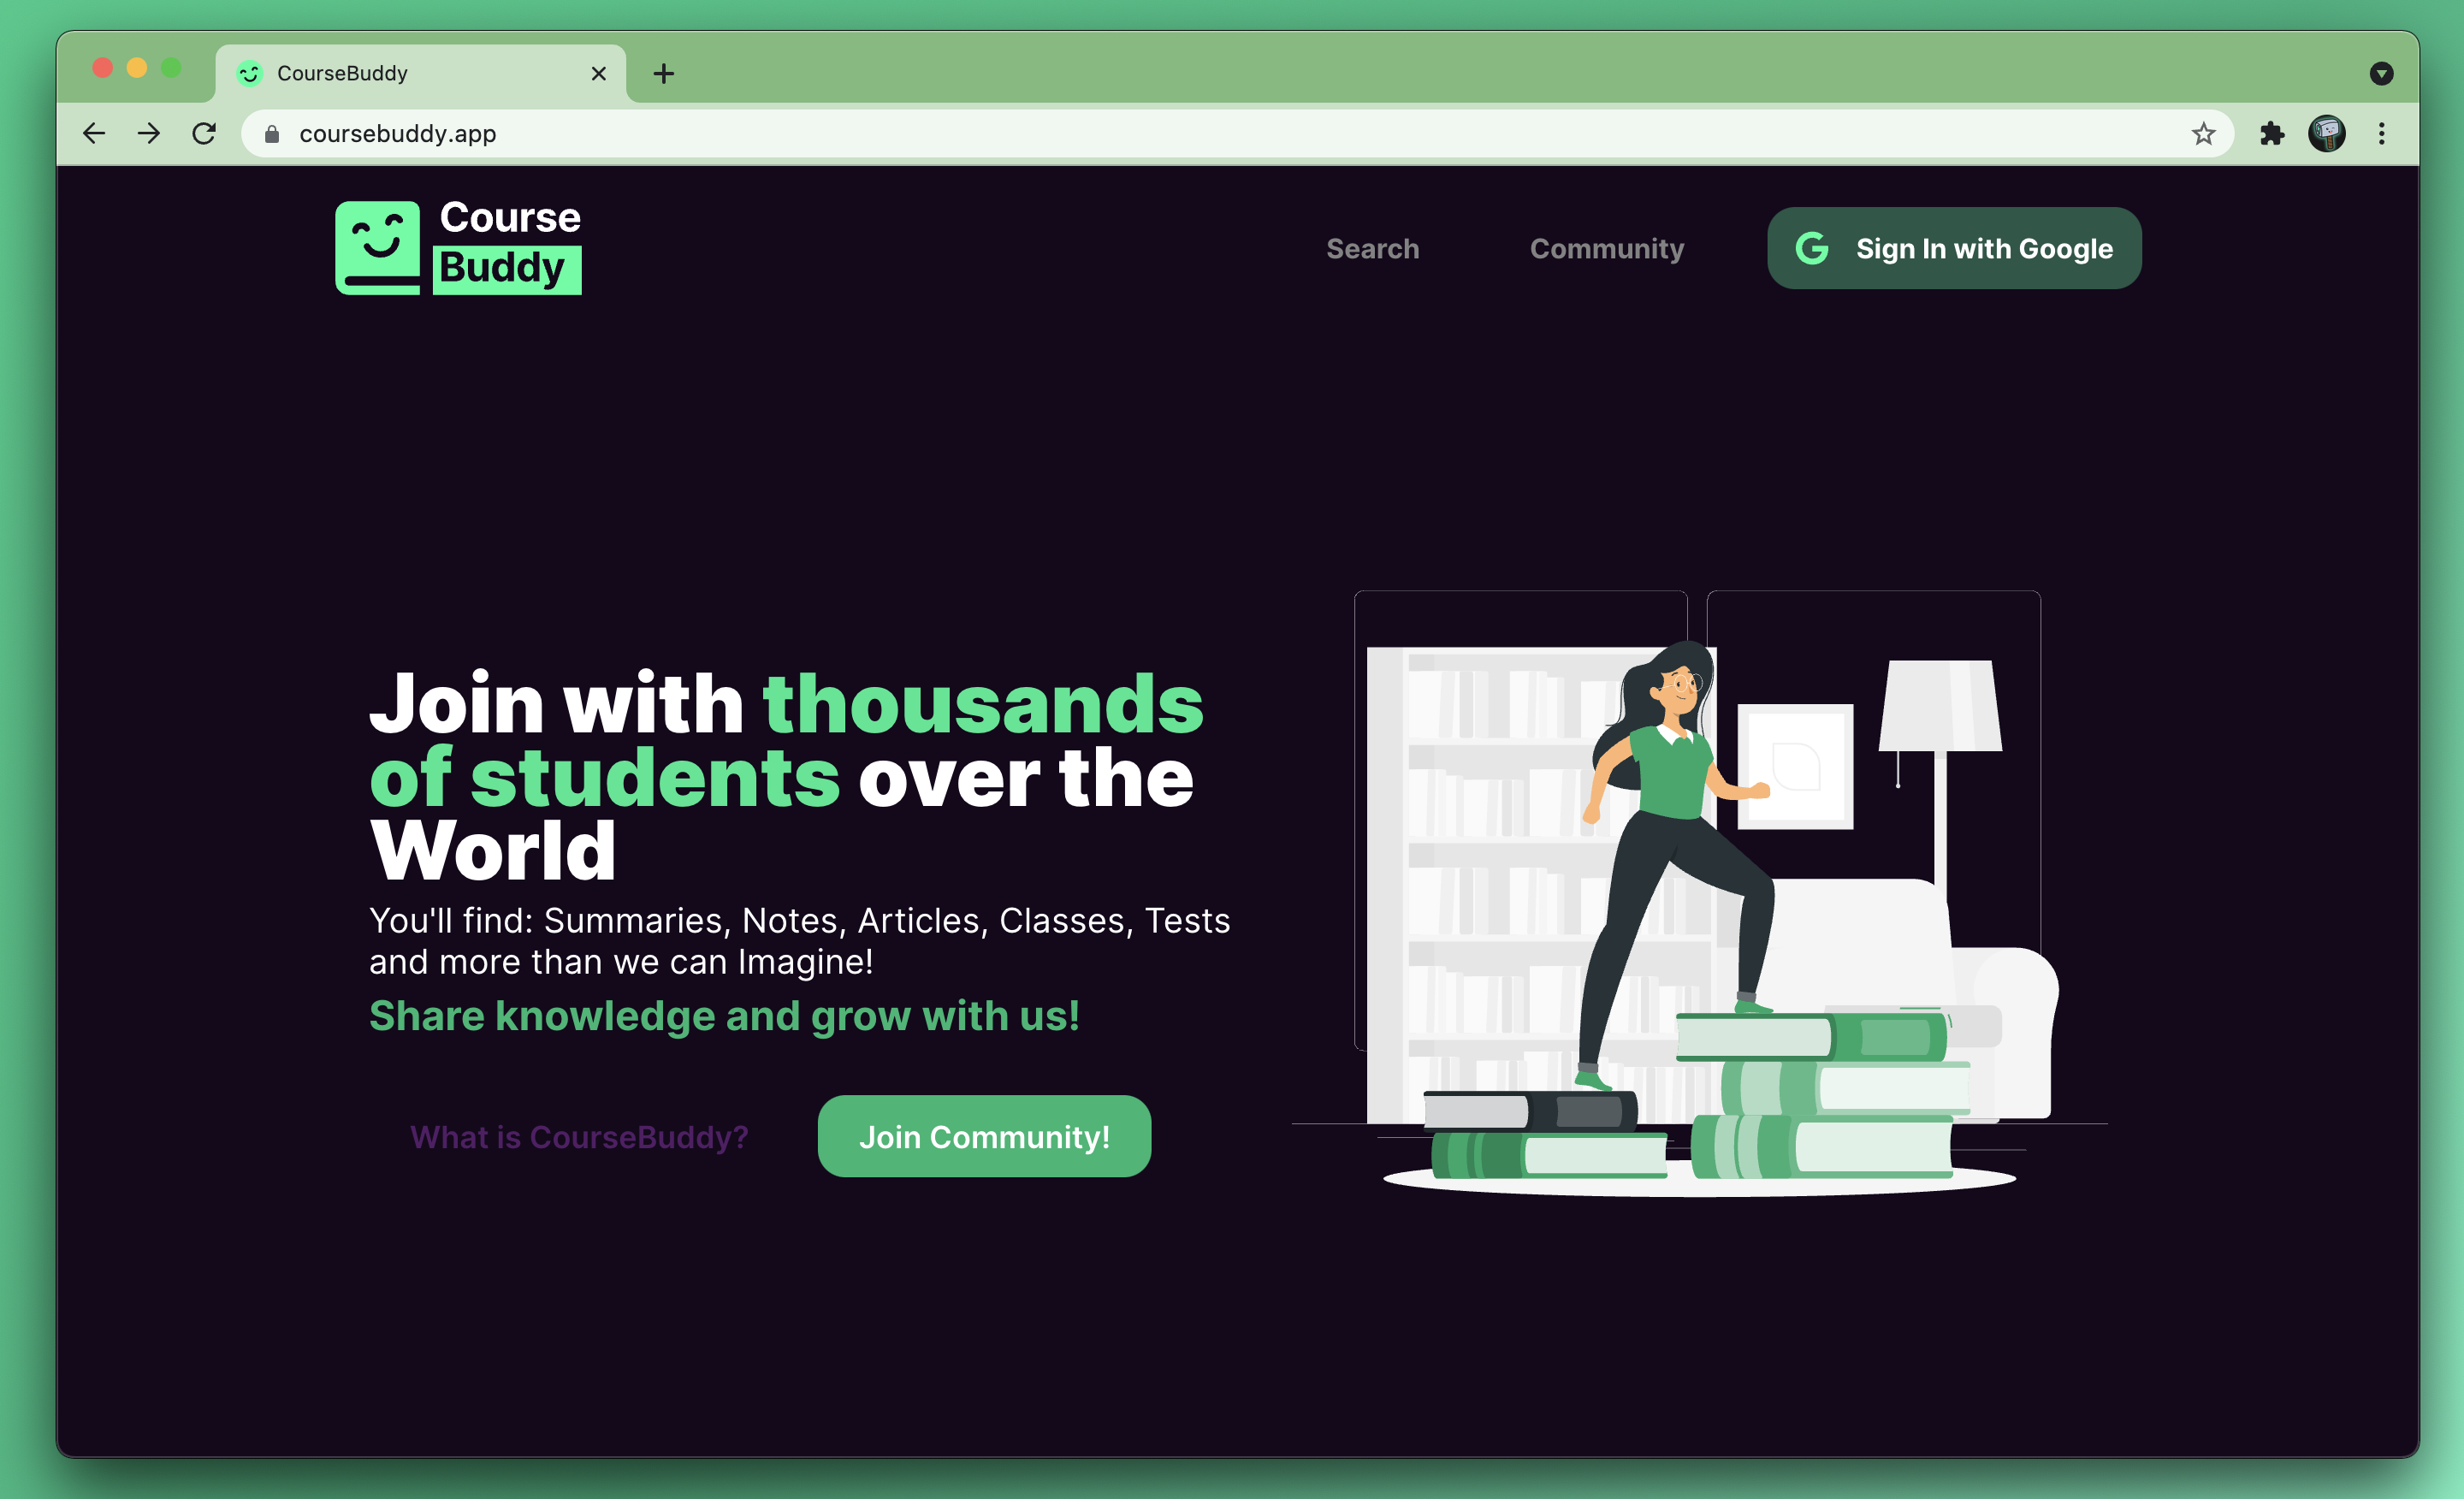 CourseBuddy
coursebuddy.app
Course
Buddy
Search
Community
Sign In with Google
Join with thousands
of students over the
World
You'll find: Summaries, Notes, Articles, Classes, Tests
and more than we can Imagine!
Share knowledge and grow with us!
What is CourseBuddy?
Join Community!